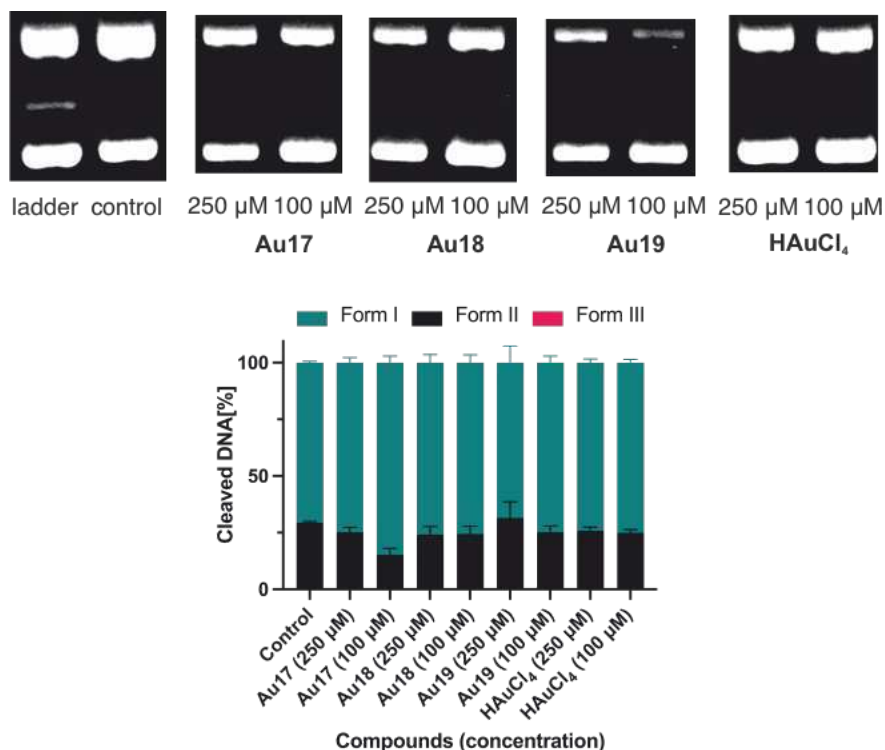 ladder control 250 µM 100 µM 250 µM 100 µM 250 µM 100 µM 250 µM 100 µM
Au17 Au18 Au19 HAuCl₄
Form I Form II Form III
Cleaved DNA[%]
100
50
0
Control
Au17 (250 µM)
Au17 (100 µM)
Au18 (250 µM)
Au18 (100 µM)
Au19 (250 µM)
Au19 (100 µM)
HAuCl₄ (250 µM)
HAuCl₄ (100 µM)
Compounds (concentration)